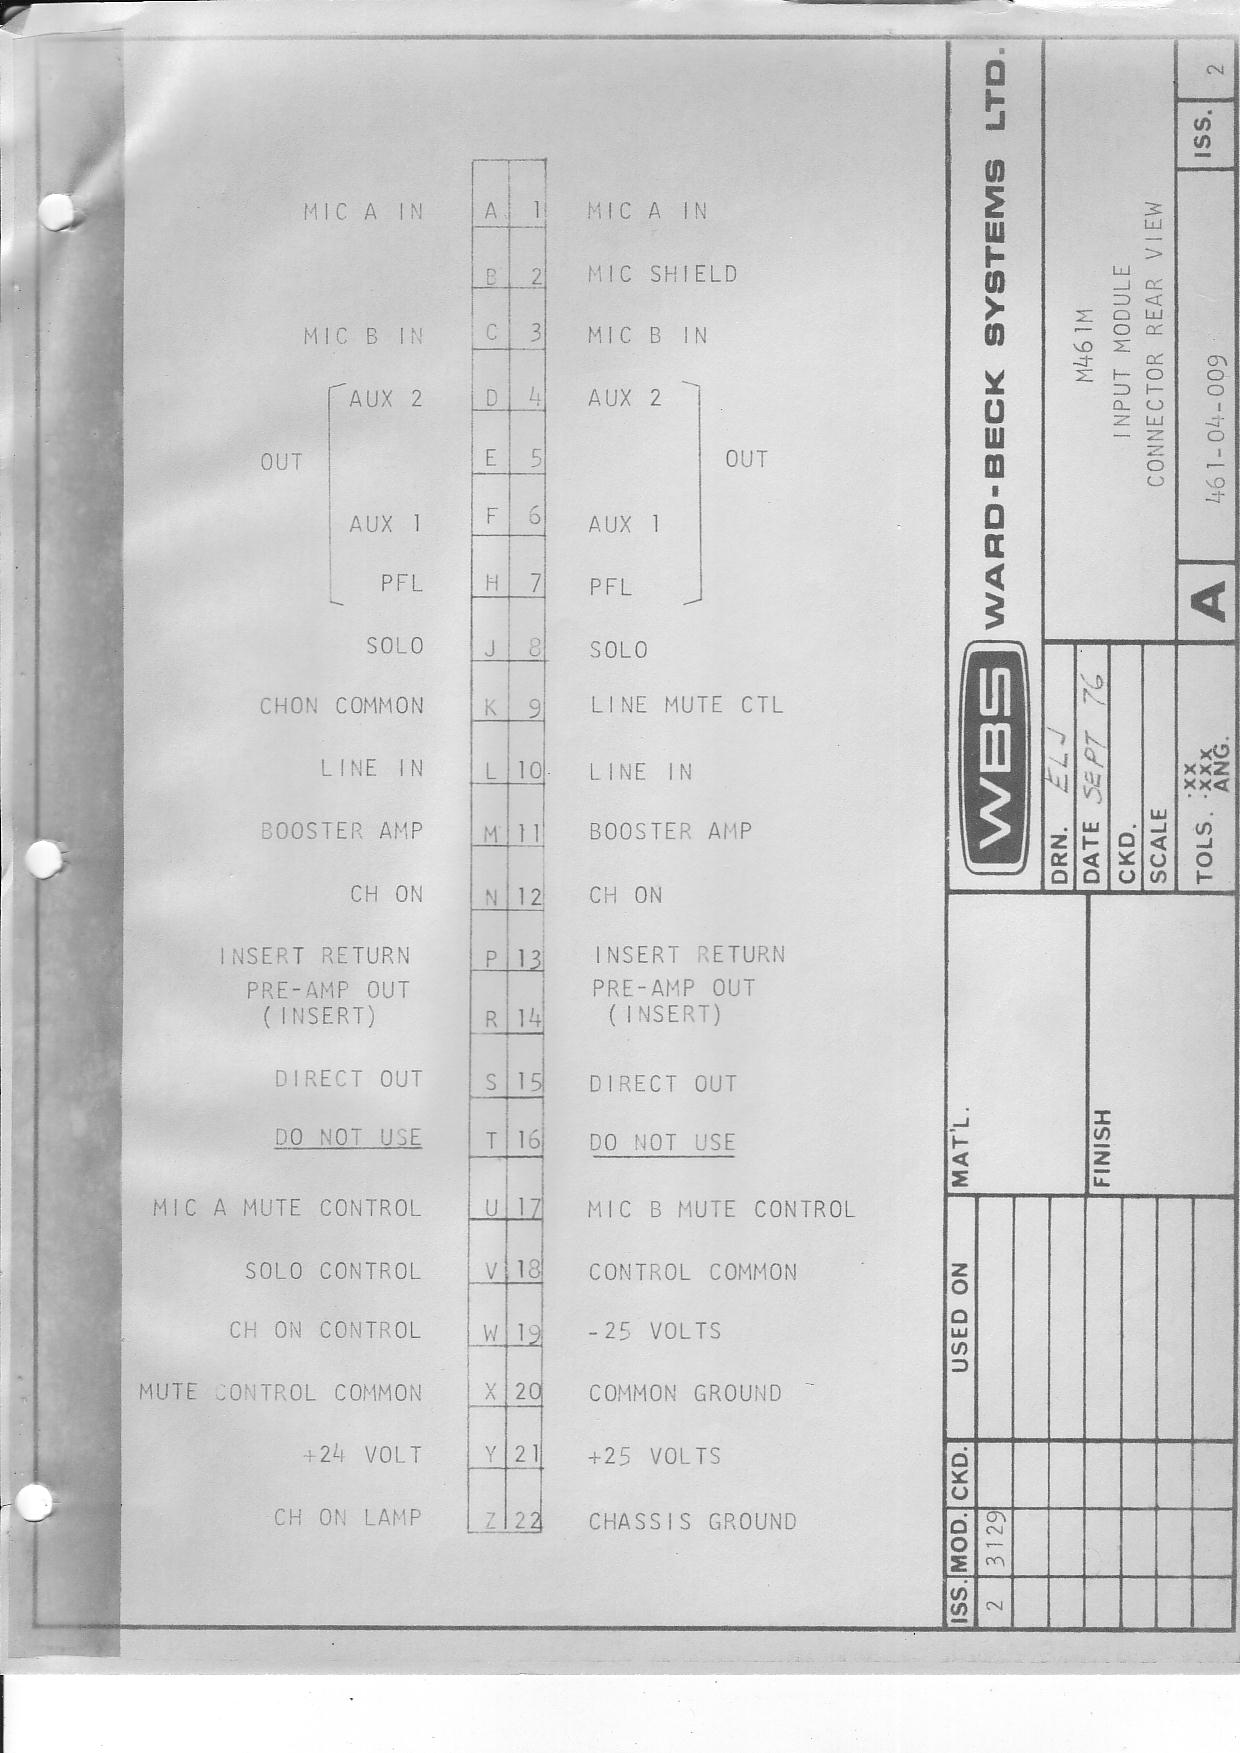 MIC A IN A 1 MIC A IN
B 2 MIC SHIELD
MIC B IN C 3 MIC B IN
AUX 2 D 4 AUX 2
OUT E 5 OUT
AUX 1 F 6 AUX 1
PFL H 7 PFL
SOLO J 8 SOLO
CHON COMMON K 9 LINE MUTE CTL
LINE IN L 10 LINE IN
BOOSTER AMP M 11 BOOSTER AMP
CH ON N 12 CH ON
INSERT RETURN P 13 INSERT RETURN
PRE-AMP OUT PRE-AMP OUT
(INSERT) R 14 (INSERT)
DIRECT OUT S 15 DIRECT OUT
DO NOT USE T 16 DO NOT USE
MIC A MUTE CONTROL U 17 MIC B MUTE CONTROL
SOLO CONTROL V 18 CONTROL COMMON
CH ON CONTROL W 19 -25 VOLTS
MUTE CONTROL COMMON X 20 COMMON GROUND
+24 VOLT Y 21 +25 VOLTS
CH ON LAMP Z 22 CHASSIS GROUND
WBS WARD-BECK SYSTEMS LTD.
M461M
INPUT MODULE
CONNECTOR REAR VIEW
A 461-04-009 ISS. 2
DRN. ELJ
DATE SEPT 76
CKD.
SCALE
TOLS. .XX
.XXX
ANG.
MAT'L.
FINISH
ISS. MOD. CKD. USED ON
2 3129